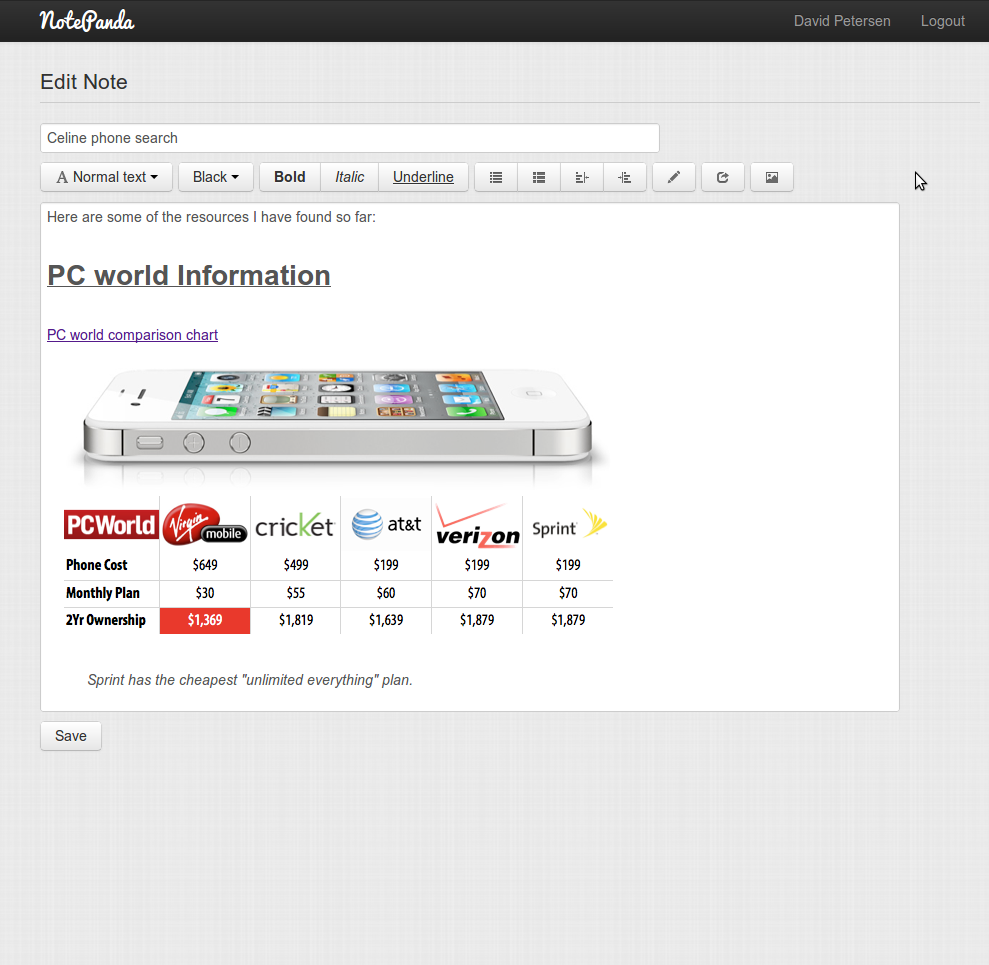 NotePanda David Petersen Logout
Edit Note
Celine phone search
A Normal text Black Bold Italic Underline
Here are some of the resources I have found so far:
PC world Information
PC world comparison chart
PCWorld Virgin mobile cricket at&t verizon Sprint
Phone Cost $649 $499 $199 $199 $199
Monthly Plan $30 $55 $60 $70 $70
2Yr Ownership $1,369 $1,819 $1,639 $1,879 $1,879
Sprint has the cheapest "unlimited everything" plan.
Save